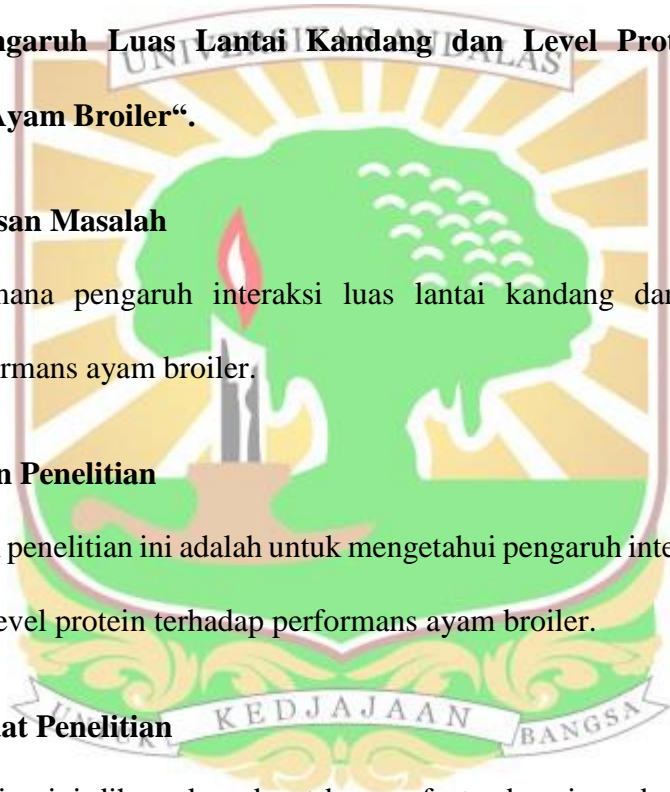 ngaruh Luas Lantai Kandang dan Level Prot
UNIVERSITAS ANDALAS
Ayam Broiler“.
san Masalah
nana pengaruh interaksi luas lantai kandang dar
rmans ayam broiler.
n Penelitian
penelitian ini adalah untuk mengetahui pengaruh inte
evel protein terhadap performans ayam broiler.
at Penelitian
UNTUK KEDJAJAAN BANGSA